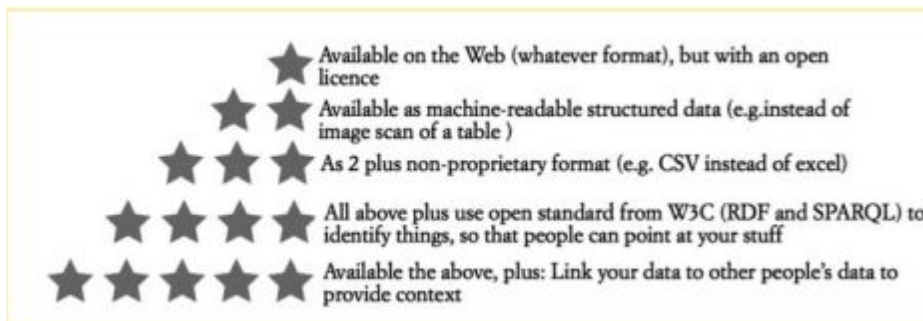 Available on the Web (whatever format), but with an open
licence
Available as machine-readable structured data (e.g.instead of
image scan of a table )
As 2 plus non-proprietary format (e.g. CSV instead of excel)
All above plus use open standard from W3C (RDF and SPARQL) to
identify things, so that people can point at your stuff
Available the above, plus: Link your data to other people's data to
provide context